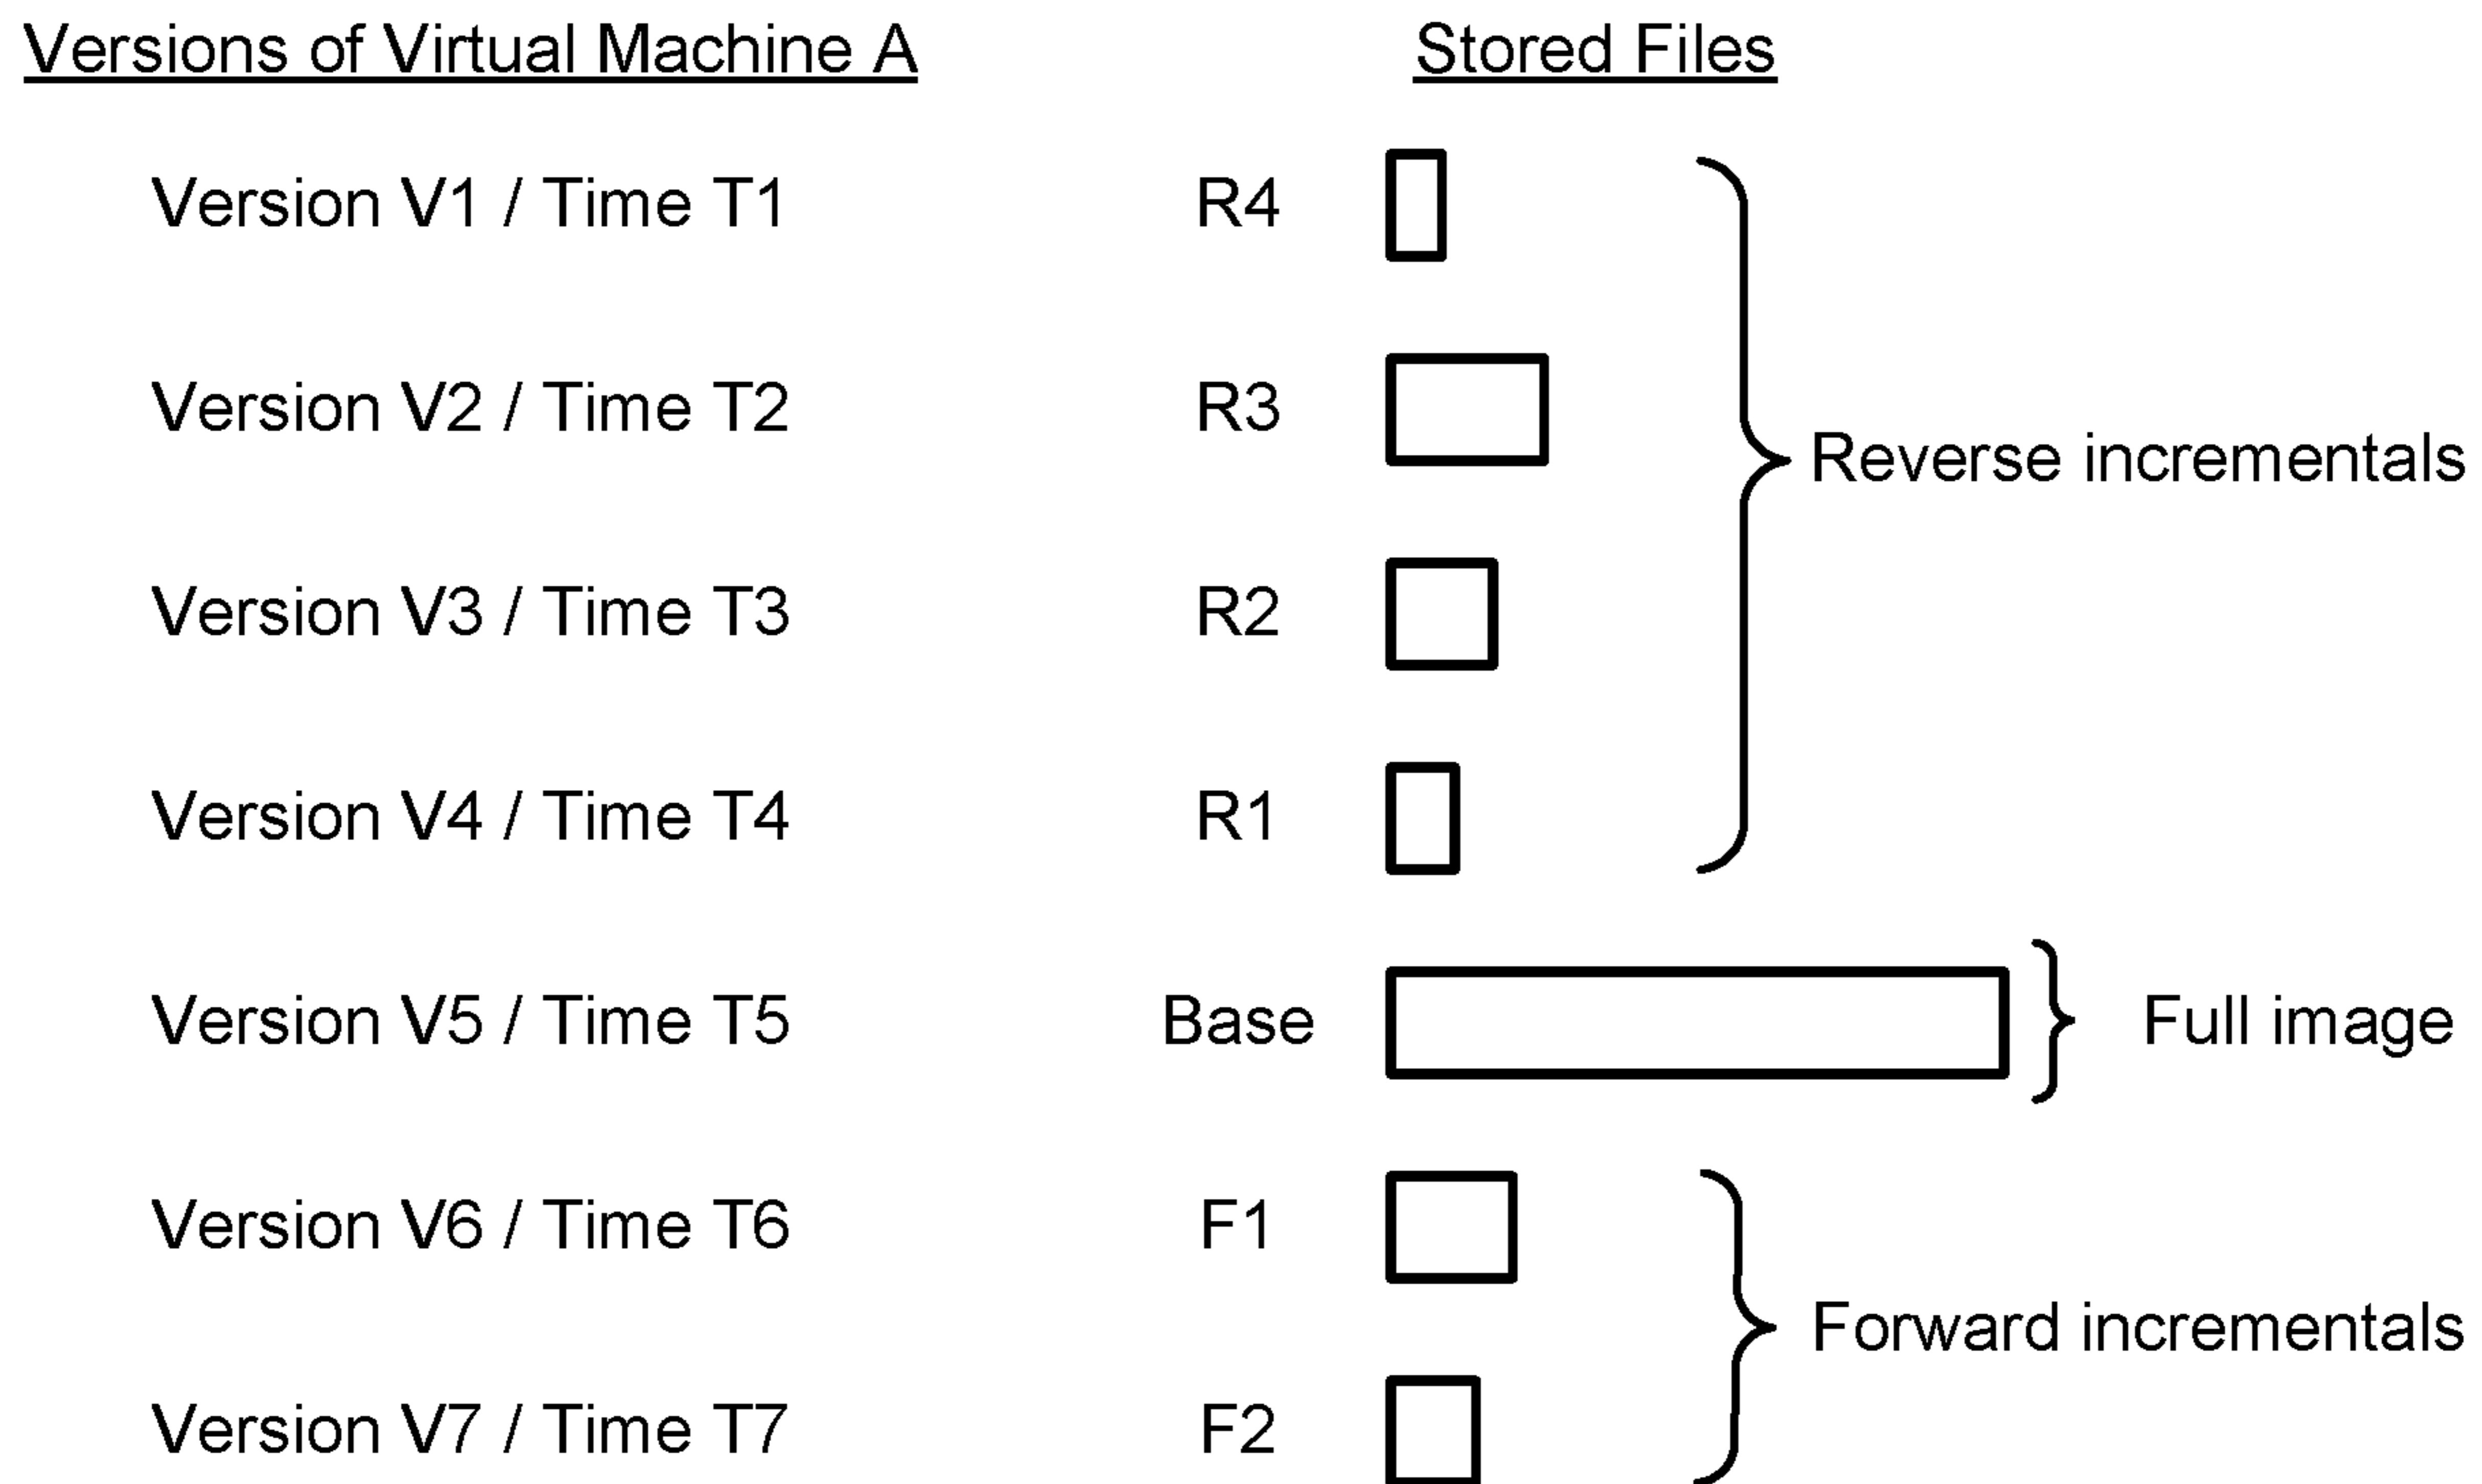 Versions of Virtual Machine A Stored Files
Version V1 / Time T1 R4
Version V2 / Time T2 R3
Reverse incrementals
Version V3 / Time T3 R2
Version V4 / Time T4 R1
Version V5 / Time T5 Base Full image
Version V6 / Time T6 F1
Forward incrementals
Version V7 / Time T7 F2